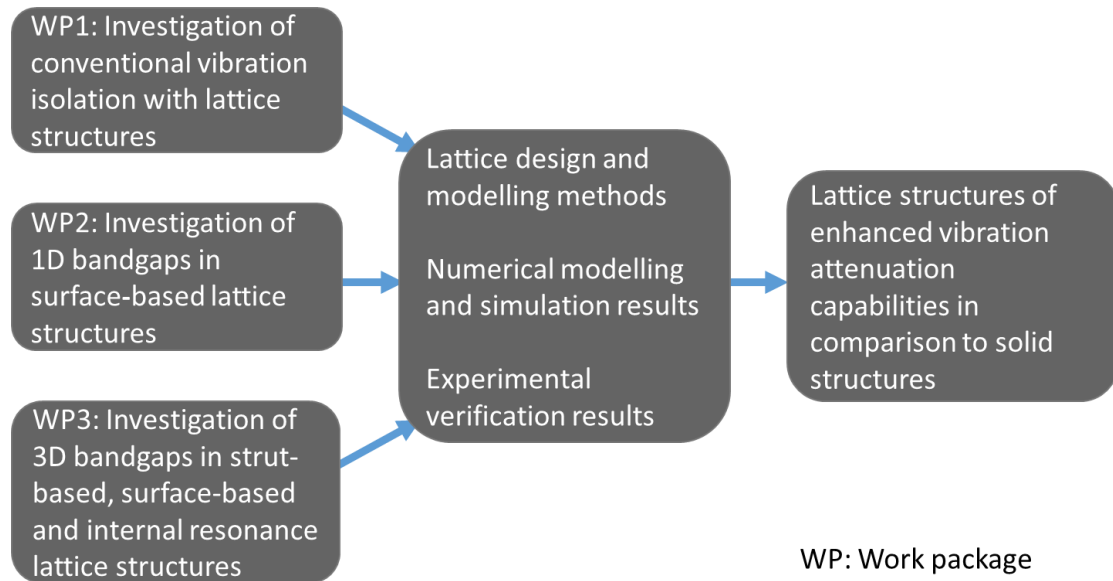 WP1: Investigation of
conventional vibration
isolation with lattice
structures
WP2: Investigation of
1D bandgaps in
surface-based lattice
structures
WP3: Investigation of
3D bandgaps in strut-
based, surface-based
and internal resonance
lattice structures
Lattice design and
modelling methods
Numerical modelling
and simulation results
Experimental
verification results
Lattice structures of
enhanced vibration
attenuation
capabilities in
comparison to solid
structures
WP: Work package